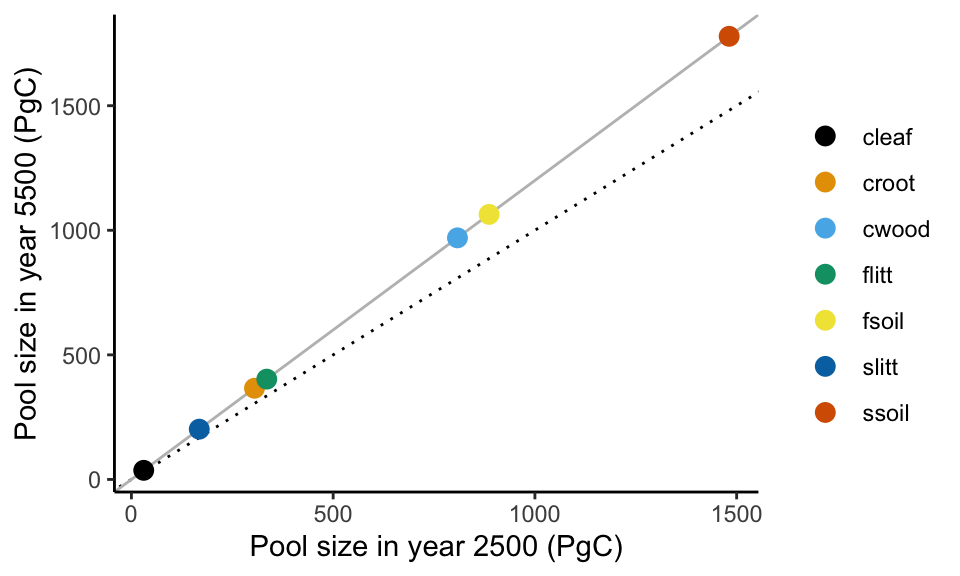 Pool size in year 5500 (PgC)
1500
1000
500
0
0 500 1000 1500
Pool size in year 2500 (PgC)
cleaf
croot
cwood
flitt
fsoil
slitt
ssoil